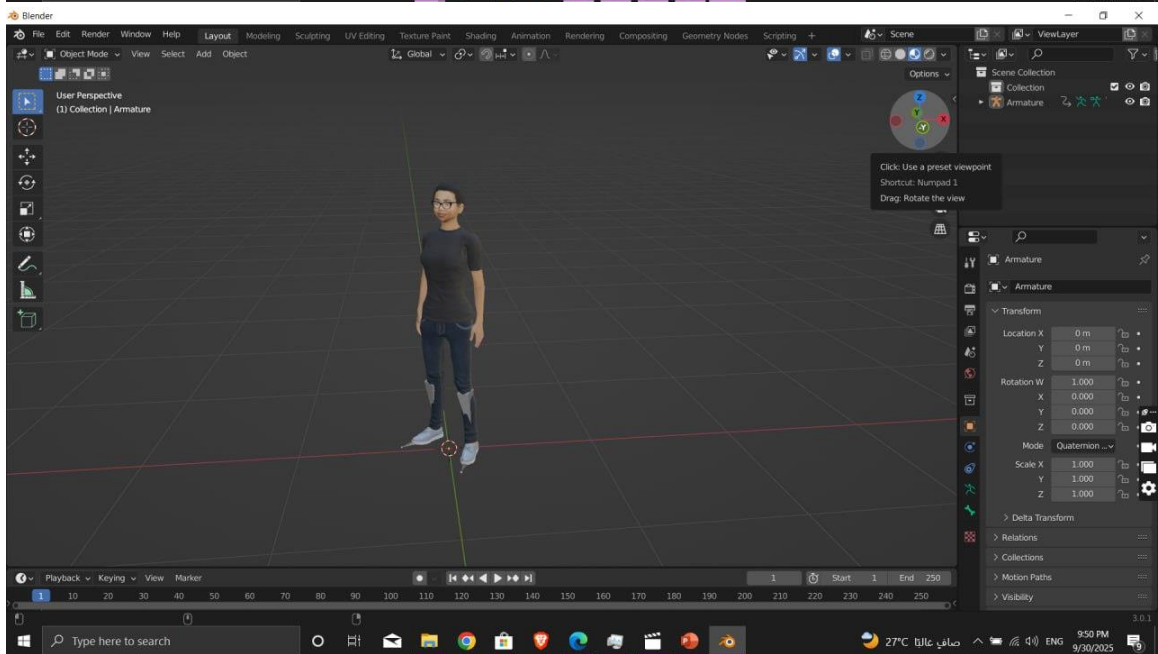 Blender
File Edit Render Window Help Layout Modeling Sculpting UV Editing Texture Paint Shading Animation Rendering Compositing Geometry Nodes Scripting + Scene ViewLayer
Object Mode View Select Add Object Global
Options
User Perspective
(1) Collection | Armature
Z
Y
X
-Y
Click: Use a preset viewpoint
Shortcut: Numpad 1
Drag: Rotate the view
Scene Collection
Collection
Armature
Armature
Armature
Transform
Location X 0 m
Y 0 m
Z 0 m
Rotation W 1.000
X 0.000
Y 0.000
Z 0.000
Mode Quaternion ...
Scale X 1.000
Y 1.000
Z 1.000
Delta Transform
Relations
Collections
Motion Paths
Visibility
Playback Keying View Marker 1 Start 1 End 250
1 10 20 30 40 50 60 70 80 90 100 110 120 130 140 150 160 170 180 190 200 210 220 230 240 250
3.0.1
Type here to search 27°C صافٍ غالبًا ENG 9:50 PM
9/30/2025
9